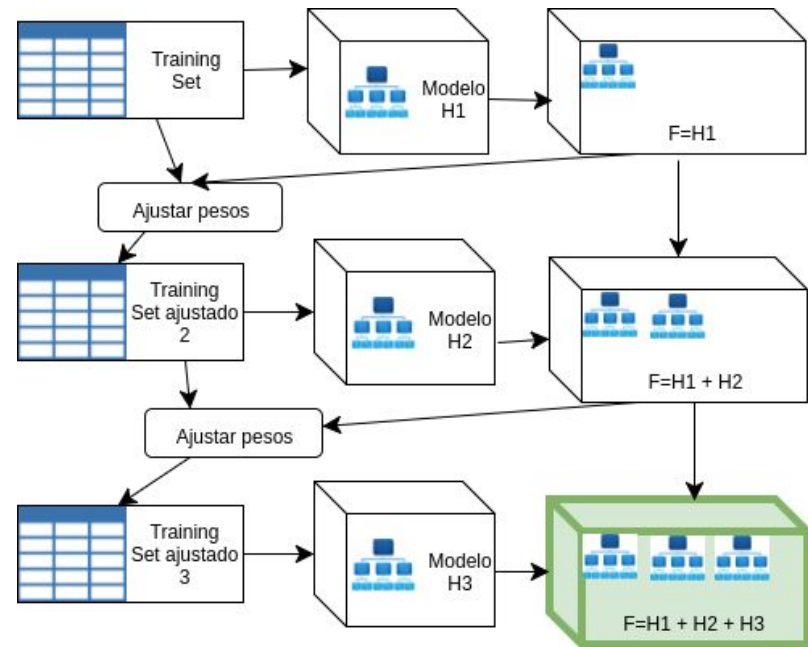 Training
Set
Modelo
H1
F=H1
Ajustar pesos
Training
Set ajustado
2
Modelo
H2
F=H1 + H2
Ajustar pesos
Training
Set ajustado
3
Modelo
H3
F=H1 + H2 + H3